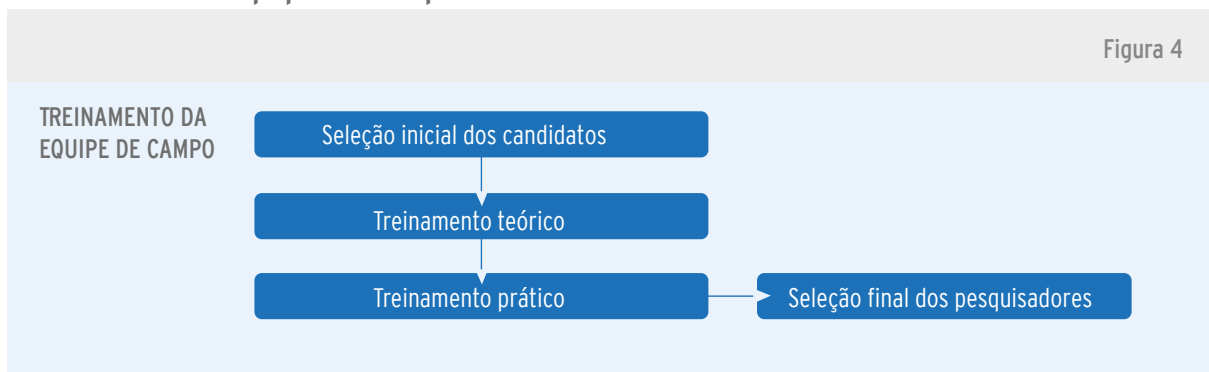 Figura 4
TREINAMENTO DA
EQUIPE DE CAMPO
Seleção inicial dos candidatos
Treinamento teórico
Treinamento prático
Seleção final dos pesquisadores